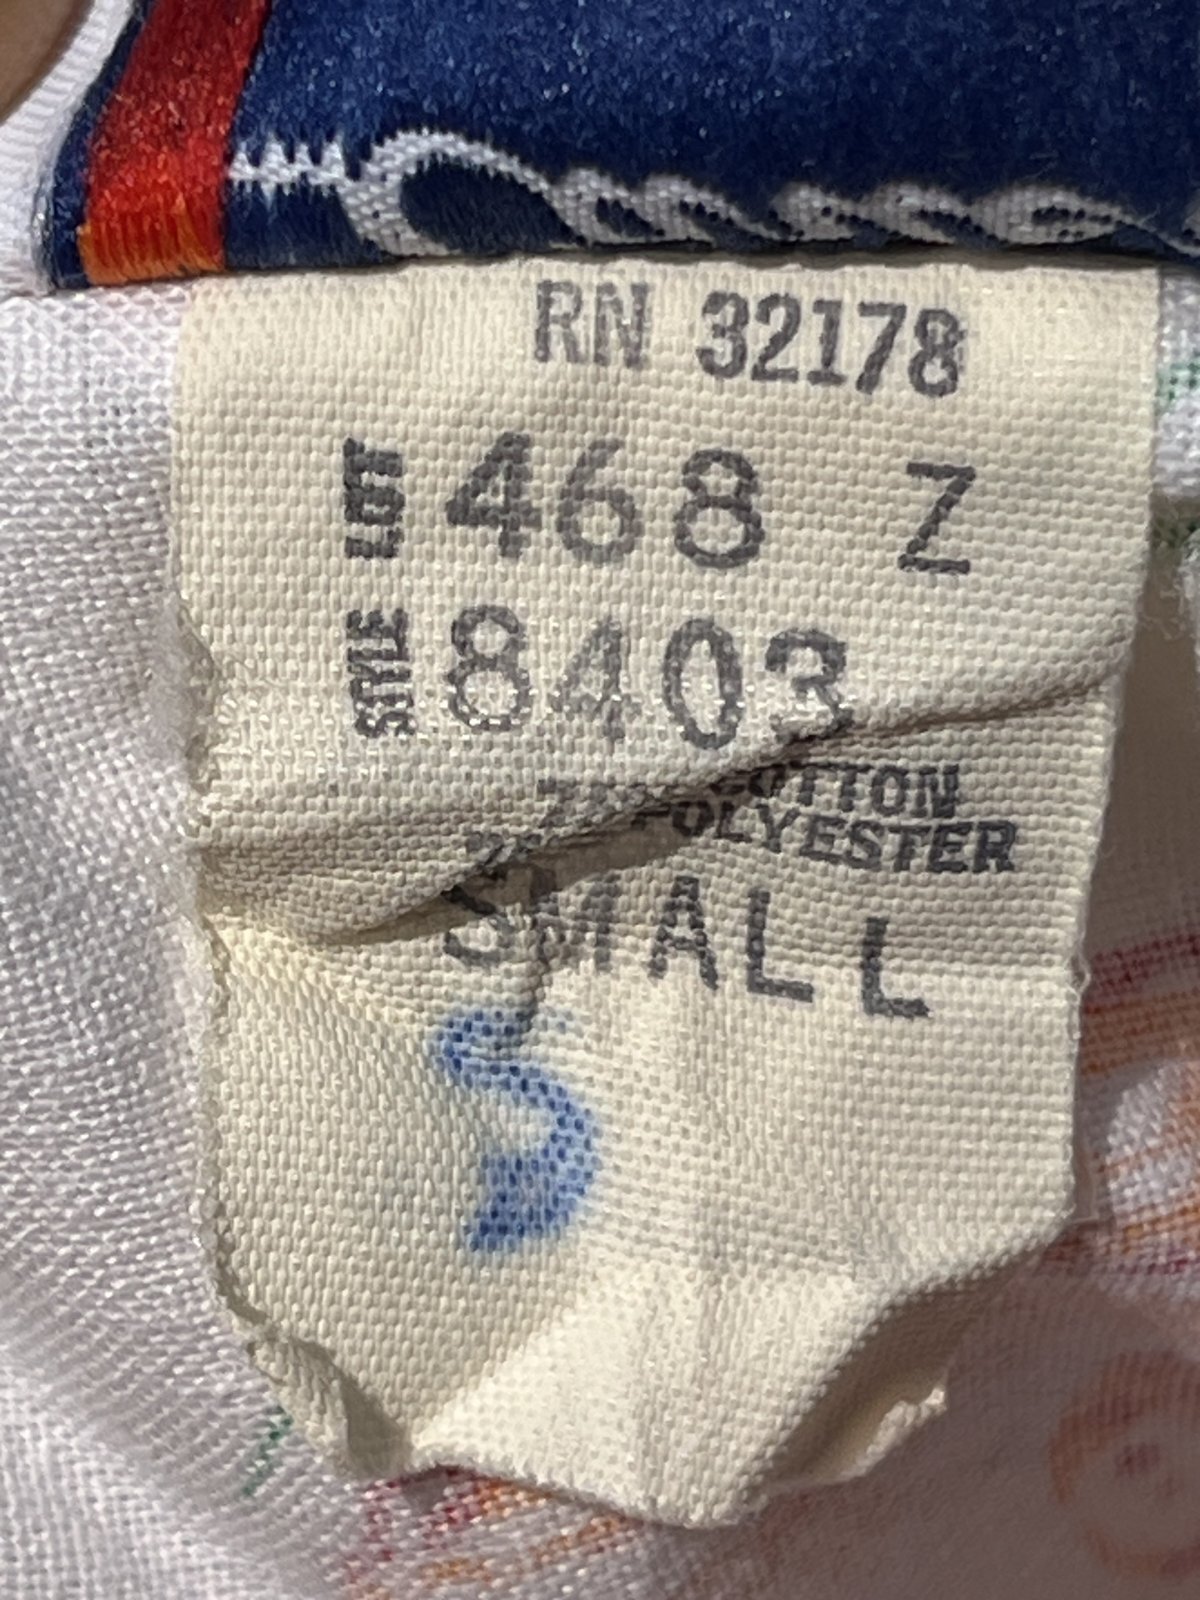 RN 32178
LOT 468 Z
STYLE 8403
COTTON
POLYESTER
SMALL
S